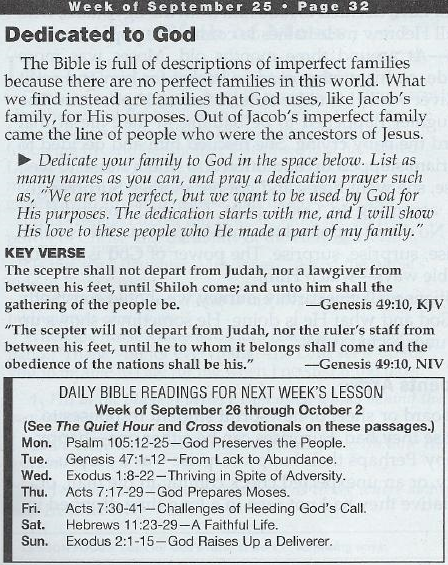 Week of September 25 • Page 32
Dedicated to God
The Bible is full of descriptions of imperfect families
because there are no perfect families in this world. What
we find instead are families that God uses, like Jacob's
family, for His purposes. Out of Jacob's imperfect family
came the line of people who were the ancestors of Jesus.
▶ Dedicate your family to God in the space below. List as
many names as you can, and pray a dedication prayer such
as, "We are not perfect, but we want to be used by God for
His purposes. The dedication starts with me, and I will show
His love to these people who He made a part of my family."
KEY VERSE
The sceptre shall not depart from Judah, nor a lawgiver from
between his feet, until Shiloh come; and unto him shall the
gathering of the people be. —Genesis 49:10, KJV
"The scepter will not depart from Judah, nor the ruler's staff from
between his feet, until he to whom it belongs shall come and the
obedience of the nations shall be his." —Genesis 49:10, NIV
DAILY BIBLE READINGS FOR NEXT WEEK'S LESSON
Week of September 26 through October 2
(See The Quiet Hour and Cross devotionals on these passages.)
Mon. Psalm 105:12-25—God Preserves the People.
Tue. Genesis 47:1-12—From Lack to Abundance.
Wed. Exodus 1:8-22—Thriving in Spite of Adversity.
Thu. Acts 7:17-29—God Prepares Moses.
Fri. Acts 7:30-41—Challenges of Heeding God's Call.
Sat. Hebrews 11:23-29—A Faithful Life.
Sun. Exodus 2:1-15—God Raises Up a Deliverer.